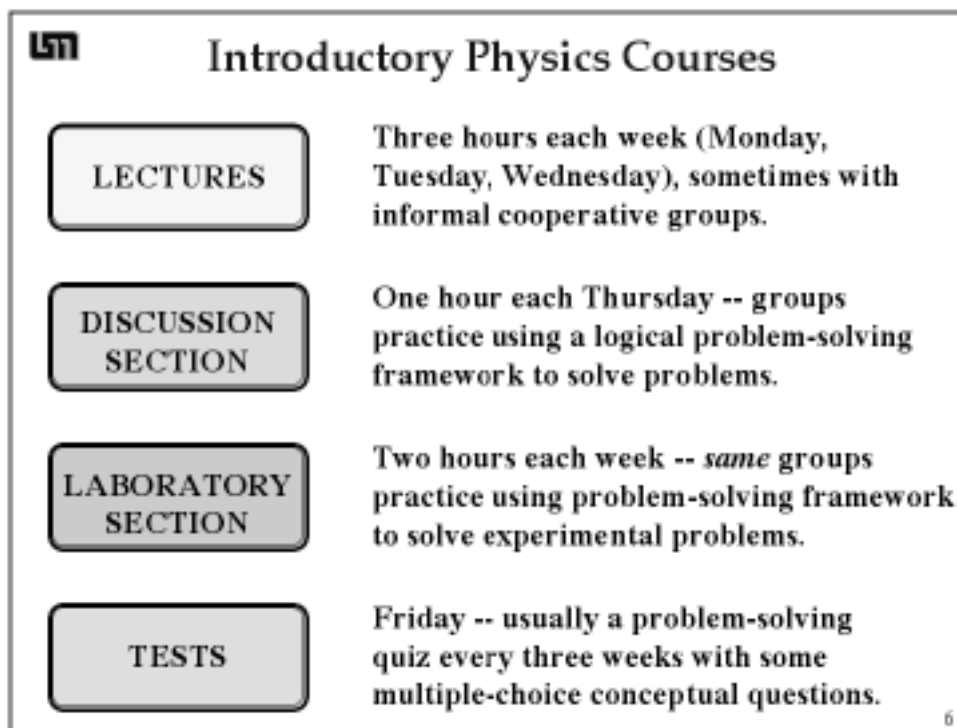 Introductory Physics Courses
LECTURES
Three hours each week (Monday,
Tuesday, Wednesday), sometimes with
informal cooperative groups.
DISCUSSION
SECTION
One hour each Thursday -- groups
practice using a logical problem-solving
framework to solve problems.
LABORATORY
SECTION
Two hours each week -- same groups
practice using problem-solving framework
to solve experimental problems.
TESTS
Friday -- usually a problem-solving
quiz every three weeks with some
multiple-choice conceptual questions.
6